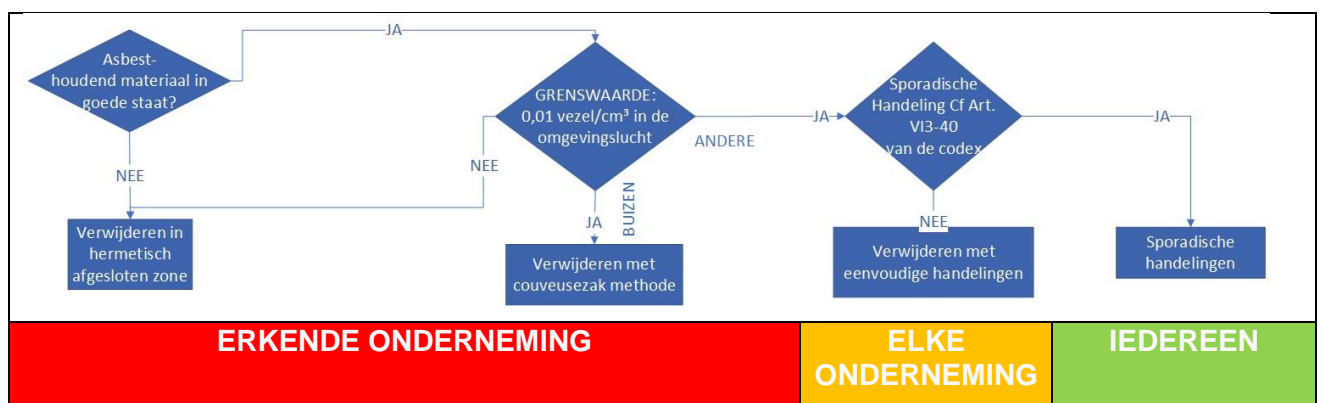 JA
Asbest-
houdend materiaal in
goede staat?
NEE
Verwijderen in
hermetisch
afgesloten zone
GRENSWAARDE:
0,01 vezel/cm³ in de
omgevingslucht
NEE
JA
BUIZEN
Verwijderen met
couveusezak methode
ANDERE
JA
Sporadische
Handeling Cf Art.
VI3-40
van de codex
NEE
Verwijderen met
eenvoudige handelingen
JA
Sporadische
handelingen
ERKENDE ONDERNEMING
ELKE
ONDERNEMING
IEDEREEN